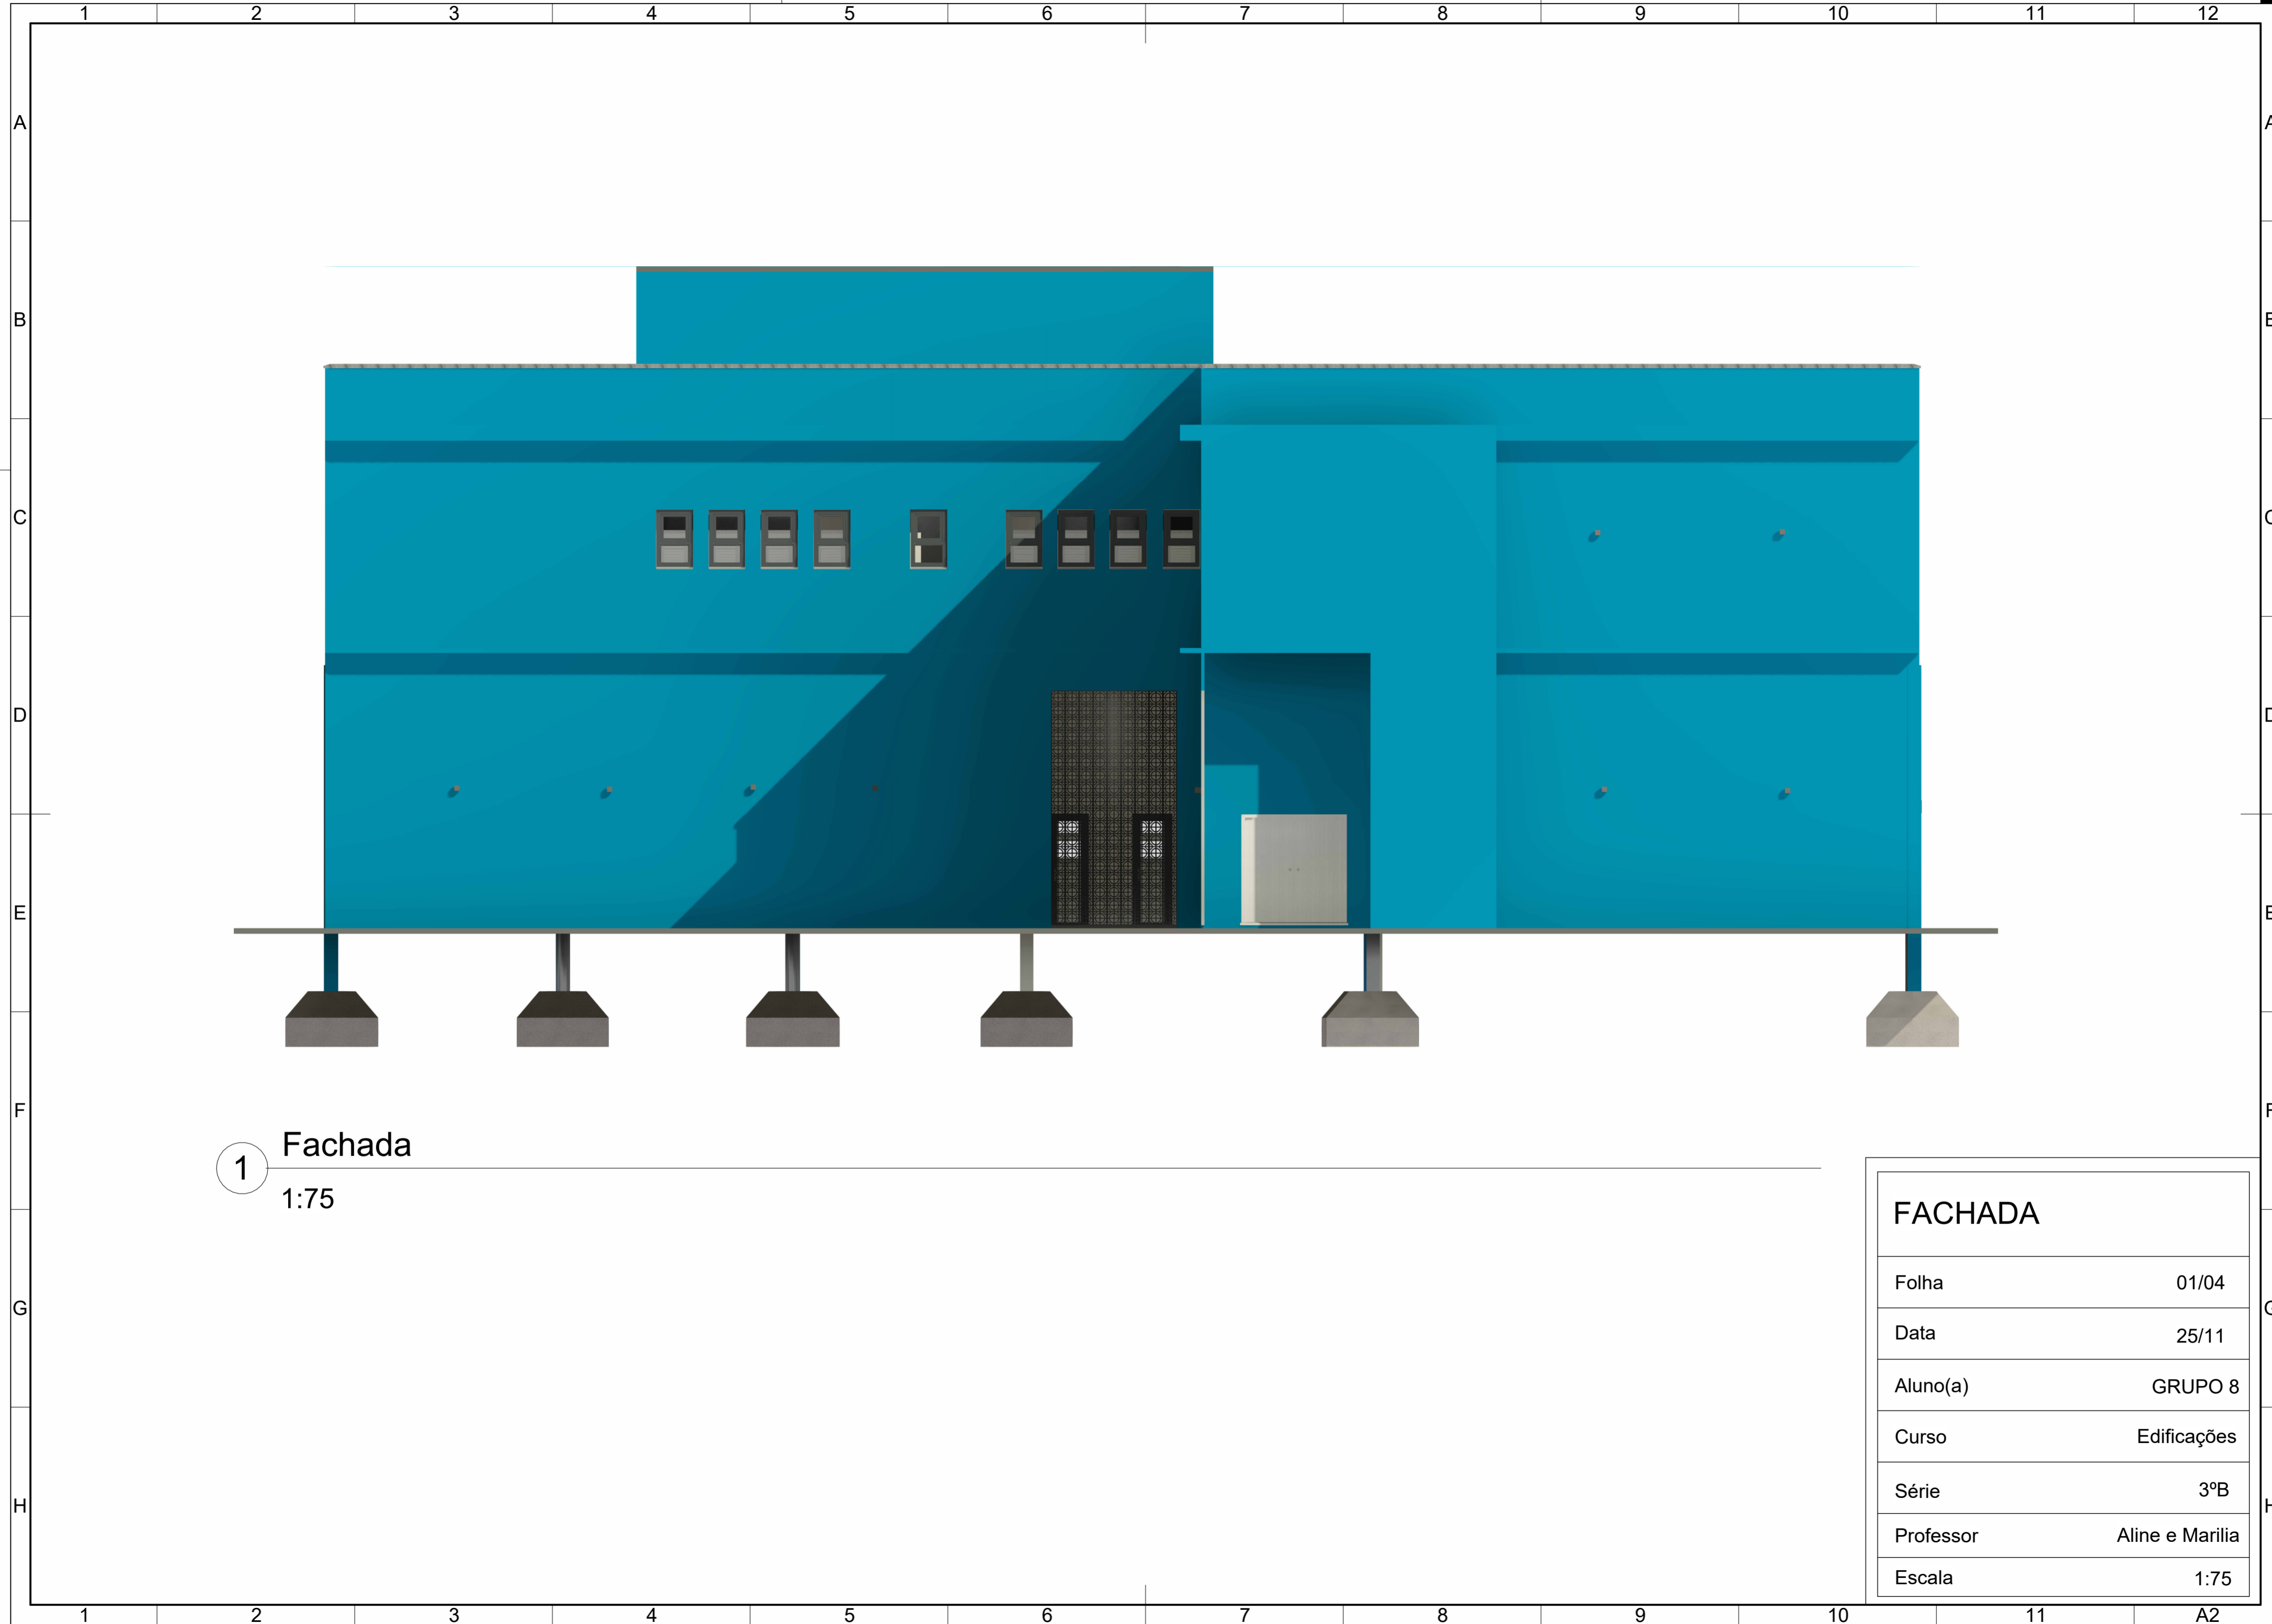 1 2 3 4 5 6 7 8 9 10 11 12
A A
B B
C C
D D
E E
F F
G G
H H
1 Fachada
1:75
FACHADA
Folha 01/04
Data 25/11
Aluno(a) GRUPO 8
Curso Edificações
Série 3ºB
Professor Aline e Marilia
Escala 1:75
1 2 3 4 5 6 7 8 9 10 11 A2